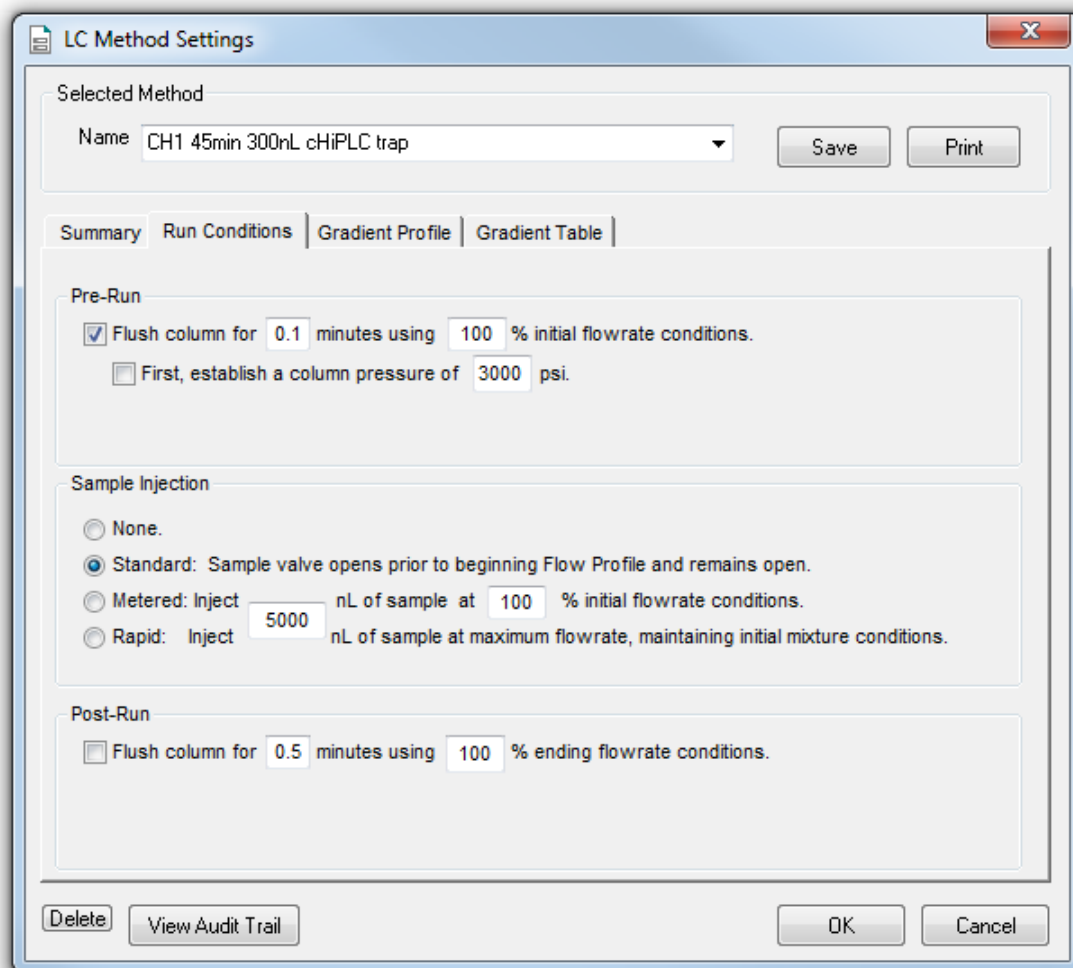 LC Method Settings
Selected Method
Name CH1 45min 300nL cHiPLC trap Save Print
Summary Run Conditions Gradient Profile Gradient Table
Pre-Run
Flush column for 0.1 minutes using 100 % initial flowrate conditions.
First, establish a column pressure of 3000 psi.
Sample Injection
None.
Standard: Sample valve opens prior to beginning Flow Profile and remains open.
Metered: Inject 5000 nL of sample at 100 % initial flowrate conditions.
Rapid: Inject nL of sample at maximum flowrate, maintaining initial mixture conditions.
Post-Run
Flush column for 0.5 minutes using 100 % ending flowrate conditions.
Delete View Audit Trail OK Cancel